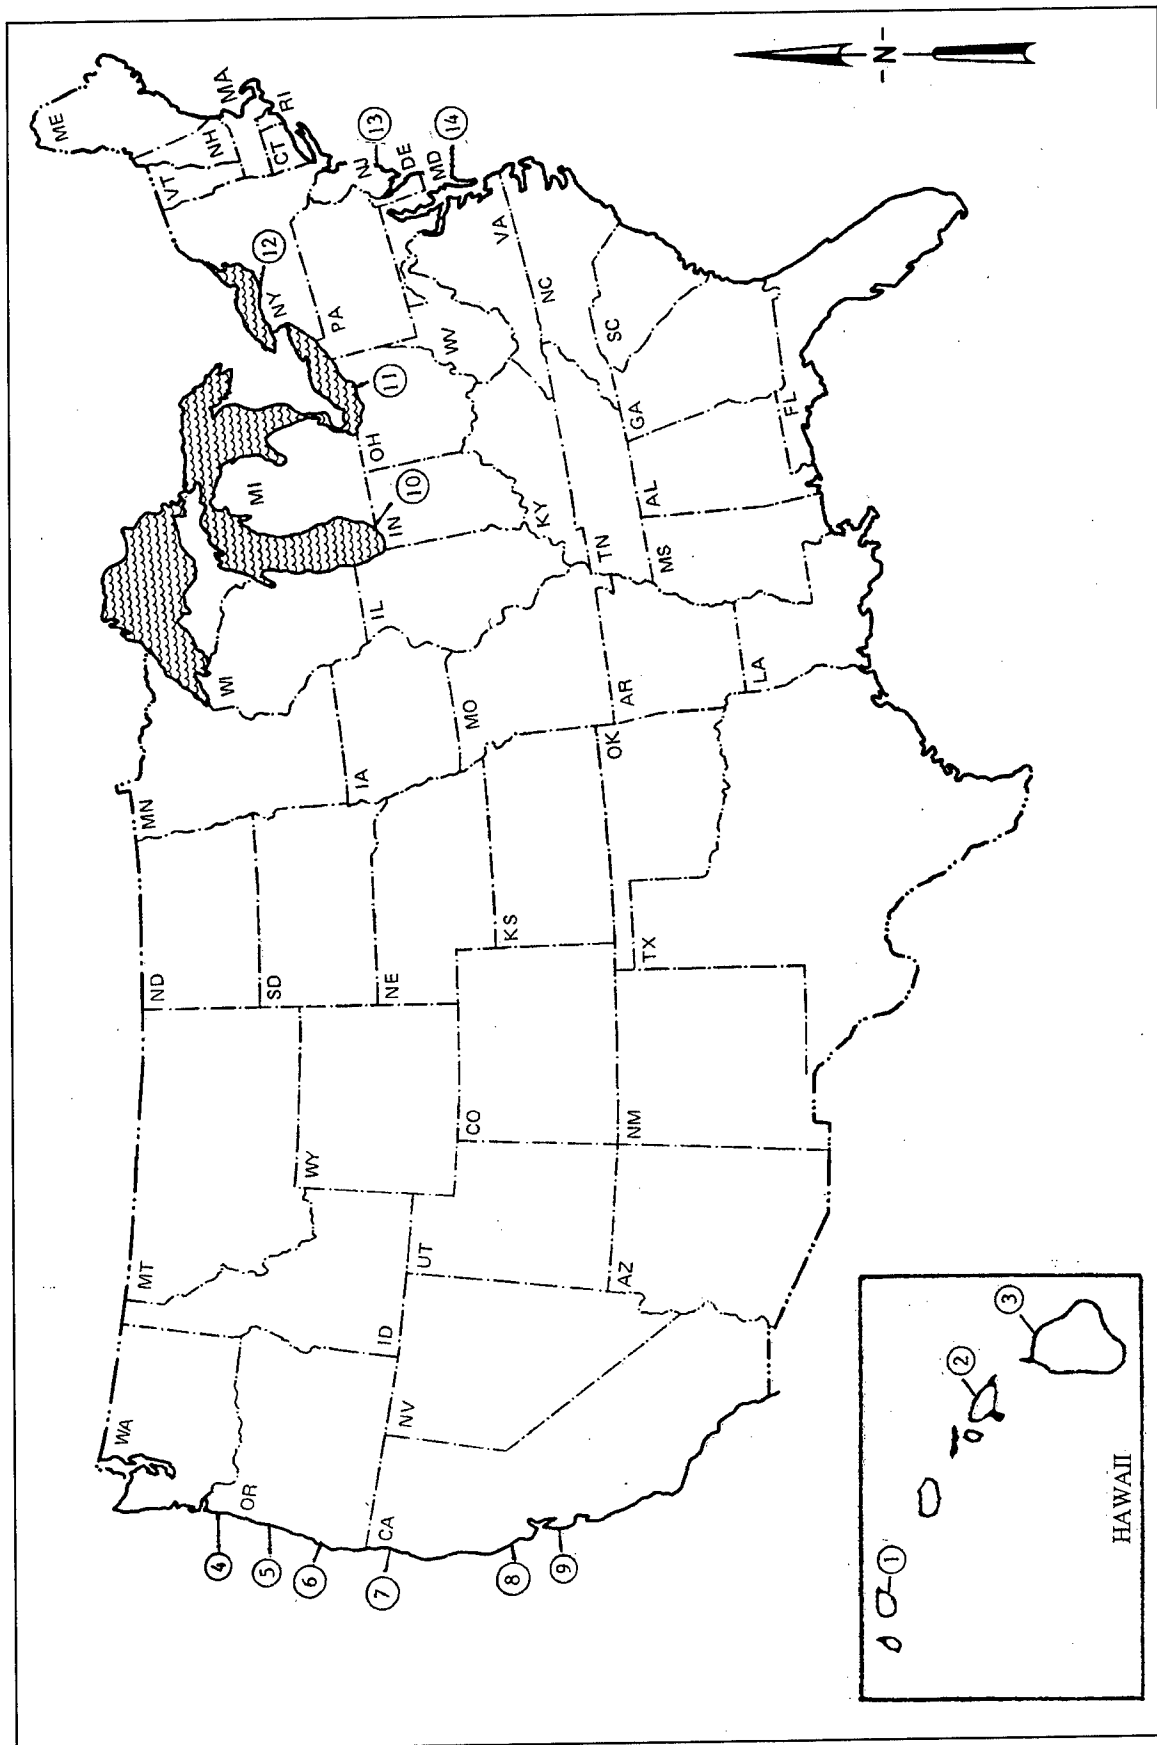 WA
MT
ND
MN
WI
MI
ME
VT
NH
MA
CT
RI
NY
12
PA
NJ
13
DE
MD
14
OR
4
5
6
ID
WY
SD
IA
IL
IN
10
OH
11
WV
VA
7
CA
NV
UT
CO
NE
KS
MO
KY
NC
8
9
AZ
NM
TX
OK
AR
TN
MS
AL
GA
SC
LA
FL
-N-
1
2
3
HAWAII